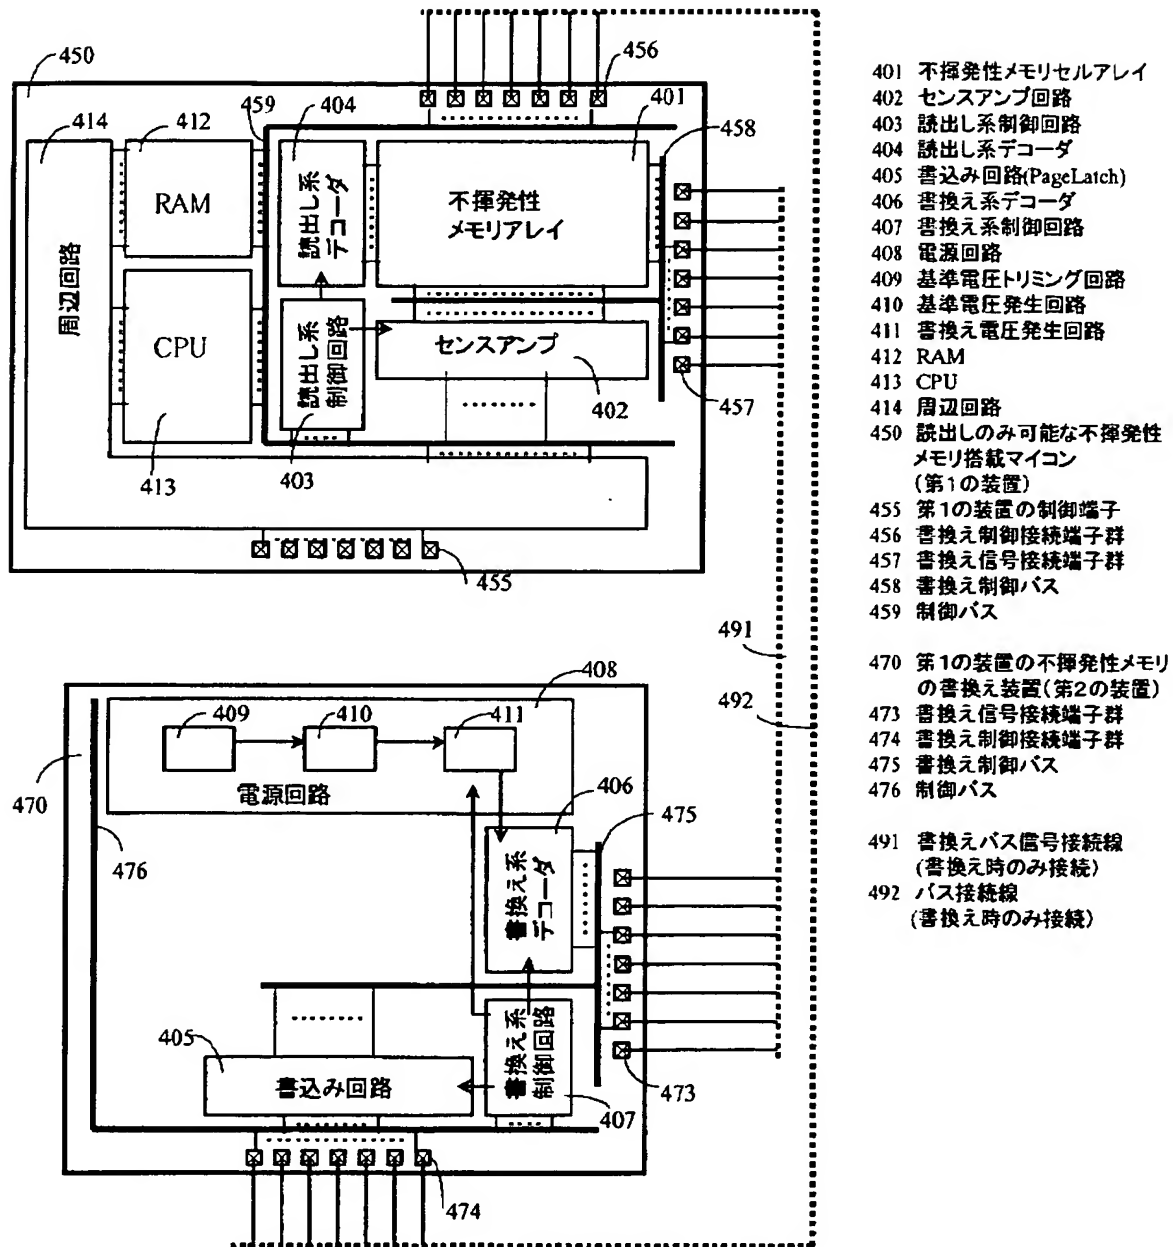 450
456
414
412
459
404
401
458
RAM
読出し系
デコーダ
不揮発性
メモリアレイ
周辺回路
CPU
読出し系
制御回路
センスアンプ
402
457
413
403
455
491
492
408
409
410
411
470
電源回路
406
475
476
書換え系
デコーダ
405
書込み回路
書換え系
制御回路
407
473
474
401 不揮発性メモリセルアレイ
402 センスアンプ回路
403 読出し系制御回路
404 読出し系デコーダ
405 書込み回路(PageLatch)
406 書換え系デコーダ
407 書換え系制御回路
408 電源回路
409 基準電圧トリミング回路
410 基準電圧発生回路
411 書換え電圧発生回路
412 RAM
413 CPU
414 周辺回路
450 読出しのみ可能な不揮発性
メモリ搭載マイコン
(第1の装置)
455 第1の装置の制御端子
456 書換え制御接続端子群
457 書換え信号接続端子群
458 書換え制御バス
459 制御バス
470 第1の装置の不揮発性メモリ
の書換え装置(第2の装置)
473 書換え信号接続端子群
474 書換え制御接続端子群
475 書換え制御バス
476 制御バス
491 書換えバス信号接続線
(書換え時のみ接続)
492 バス接続線
(書換え時のみ接続)